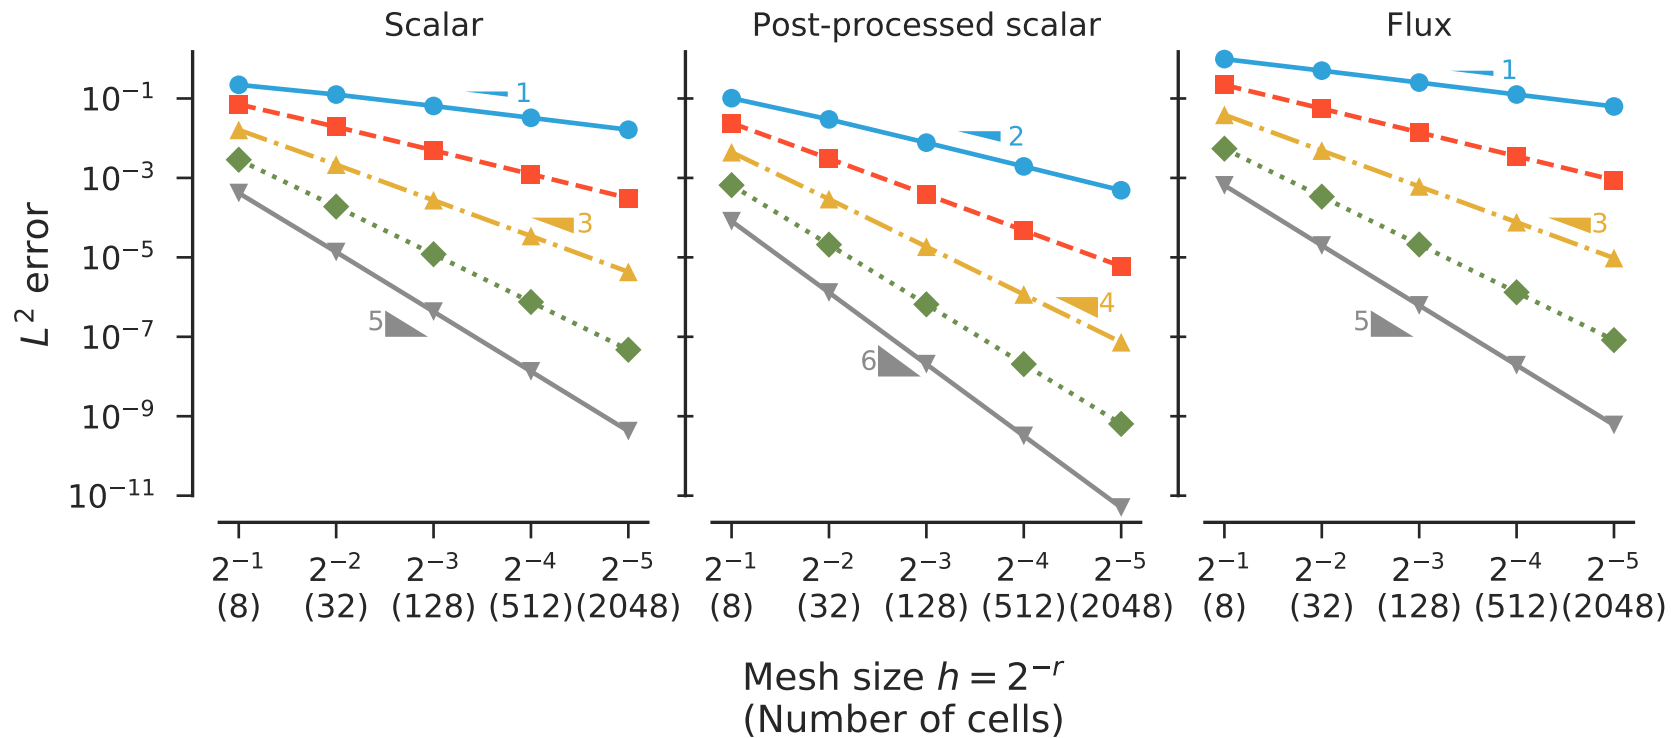 Scalar
Post-processed scalar
Flux
L² error
10⁻¹
10⁻³
10⁻⁵
10⁻⁷
10⁻⁹
10⁻¹¹
1
3
5
2
4
6
1
3
5
2⁻¹ 2⁻² 2⁻³ 2⁻⁴ 2⁻⁵
(8) (32) (128) (512) (2048)
2⁻¹ 2⁻² 2⁻³ 2⁻⁴ 2⁻⁵
(8) (32) (128) (512) (2048)
2⁻¹ 2⁻² 2⁻³ 2⁻⁴ 2⁻⁵
(8) (32) (128) (512) (2048)
Mesh size h = 2⁻ʳ
(Number of cells)